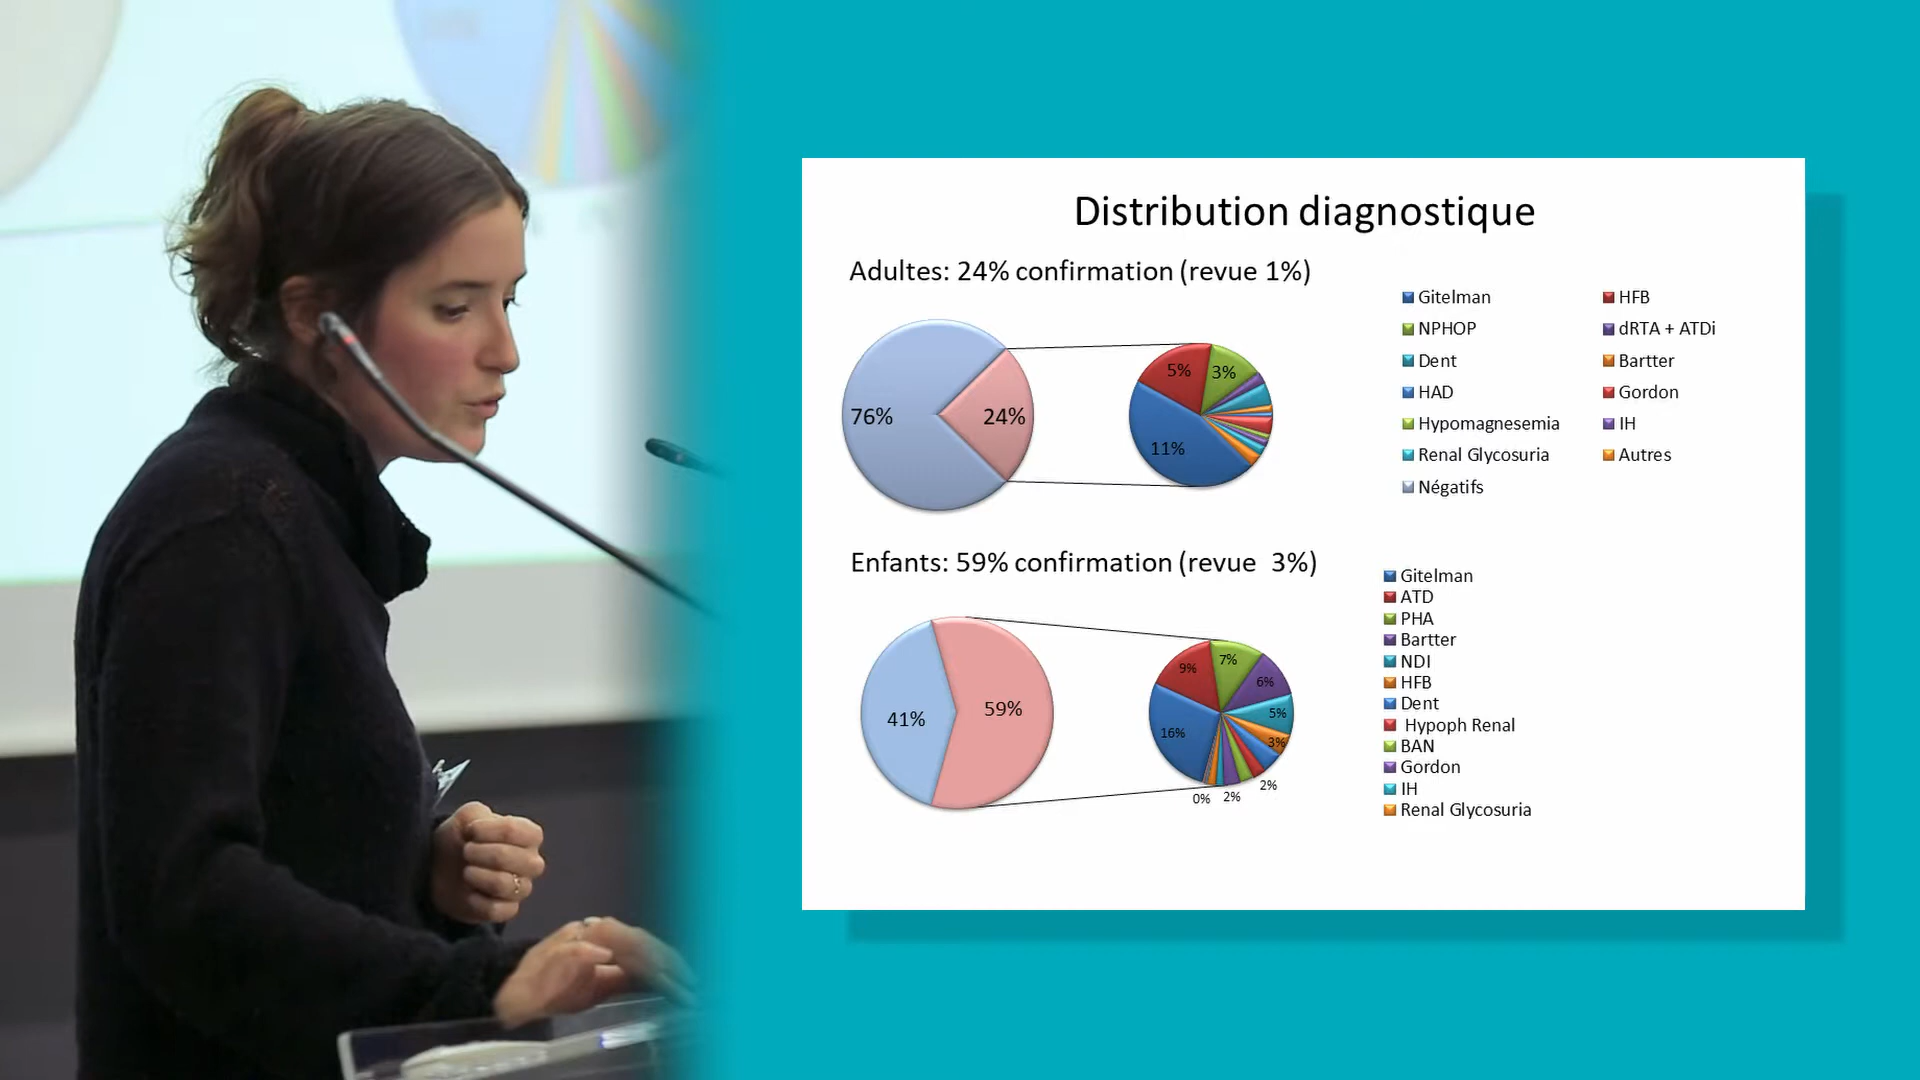 Distribution diagnostique
Adultes: 24% confirmation (revue 1%)
76%
24%
5%
3%
11%
Gitelman
HFB
NPHOP
dRTA + ATDi
Dent
Bartter
HAD
Gordon
Hypomagnesemia
IH
Renal Glycosuria
Autres
Négatifs
Enfants: 59% confirmation (revue 3%)
41%
59%
9%
7%
6%
5%
16%
3%
2%
0%
2%
Gitelman
ATD
PHA
Bartter
NDI
HFB
Dent
Hypoph Renal
BAN
Gordon
IH
Renal Glycosuria